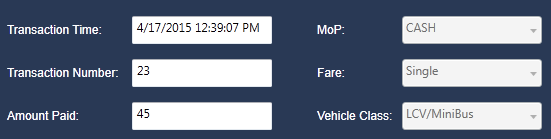 Transaction Time: 4/17/2015 12:39:07 PM MoP: CASH
Transaction Number: 23 Fare: Single
Amount Paid: 45 Vehicle Class: LCV/MiniBus